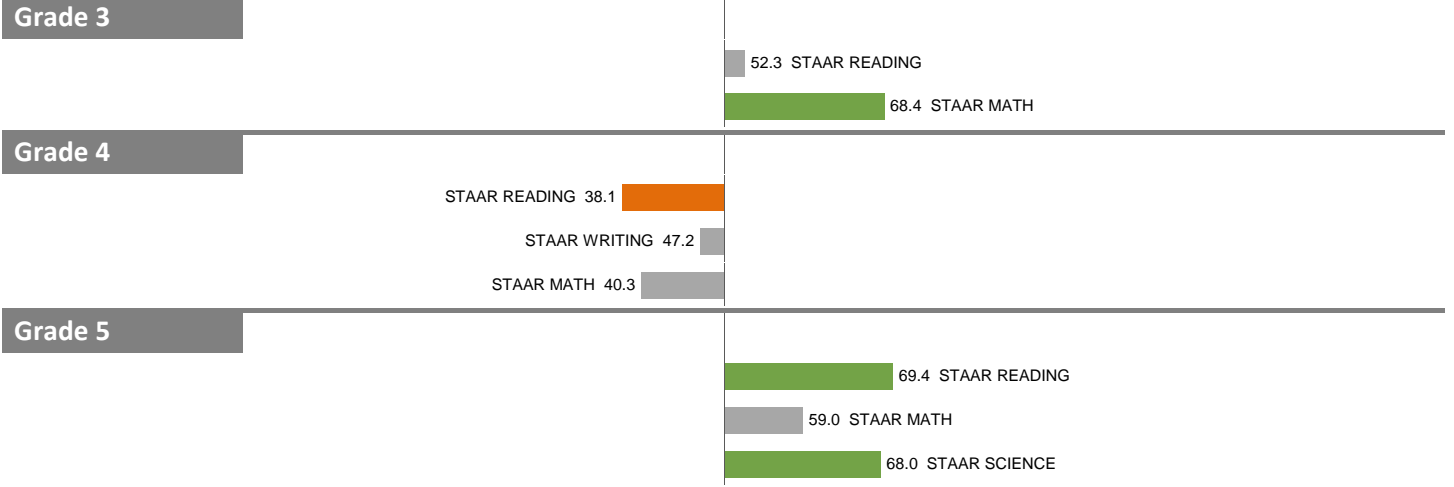 Grade 3
52.3 STAAR READING
68.4 STAAR MATH
Grade 4
STAAR READING 38.1
STAAR WRITING 47.2
STAAR MATH 40.3
Grade 5
69.4 STAAR READING
59.0 STAAR MATH
68.0 STAAR SCIENCE